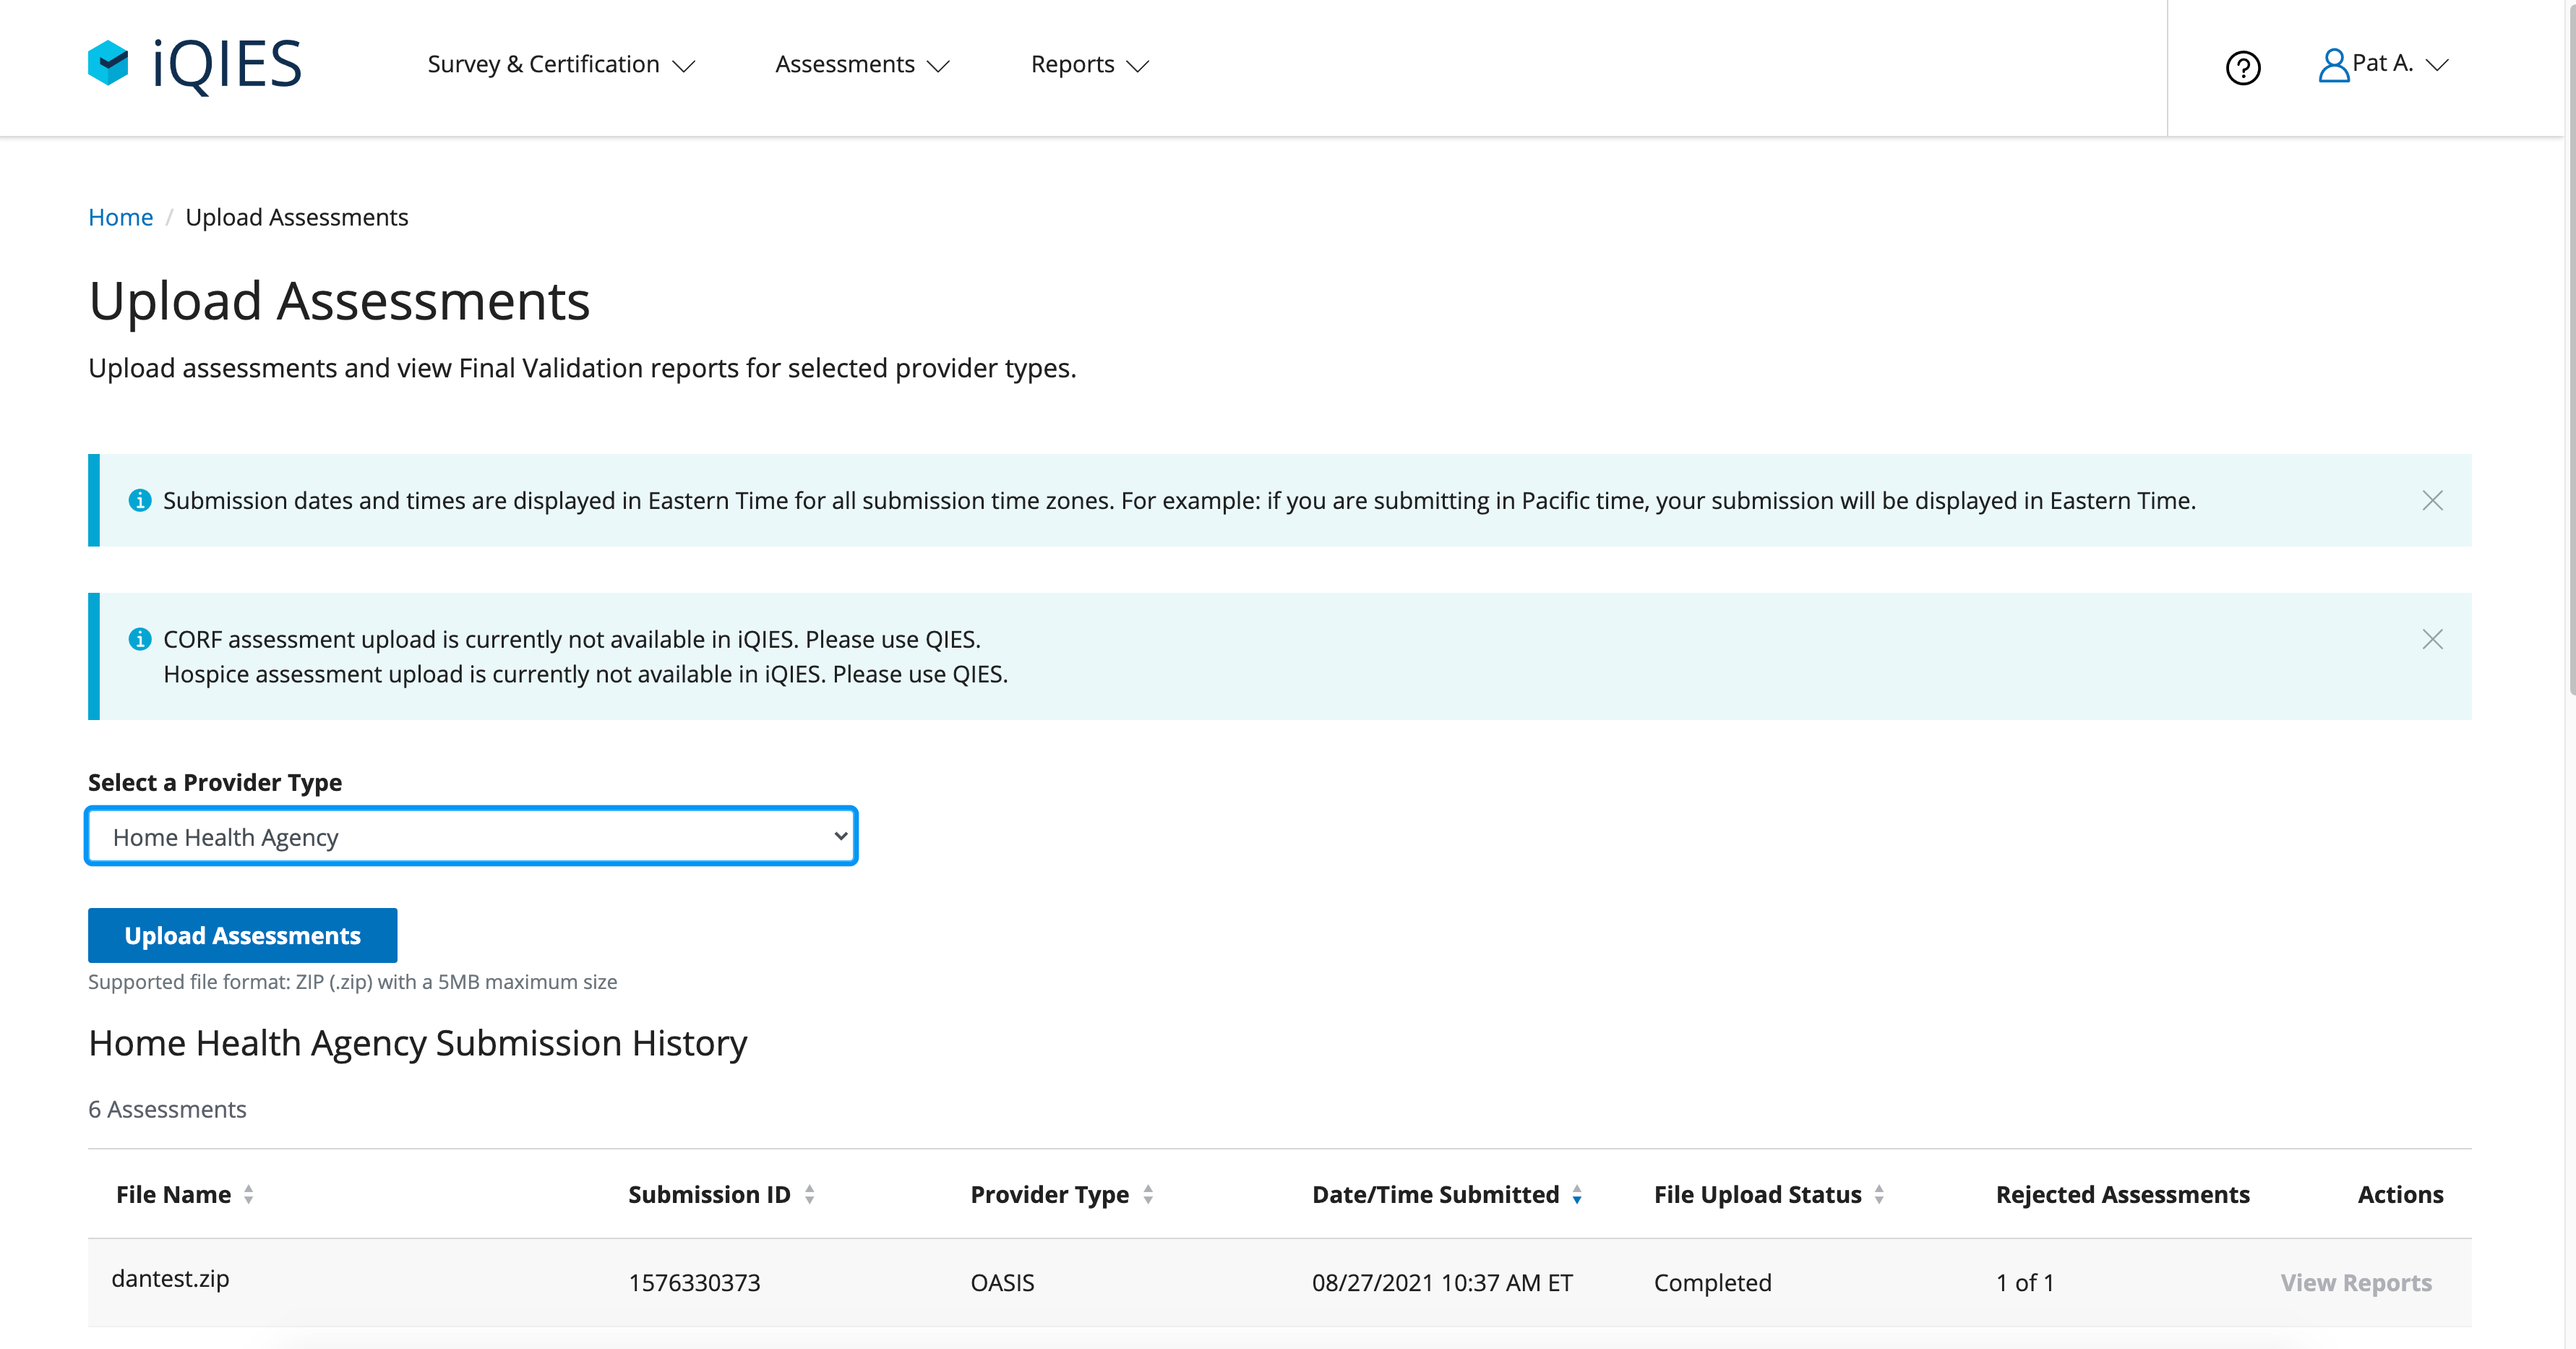 iQIES
Survey & Certification
Assessments
Reports
Pat A.
Home / Upload Assessments
Upload Assessments
Upload assessments and view Final Validation reports for selected provider types.
Submission dates and times are displayed in Eastern Time for all submission time zones. For example: if you are submitting in Pacific time, your submission will be displayed in Eastern Time.
CORF assessment upload is currently not available in iQIES. Please use QIES.
Hospice assessment upload is currently not available in iQIES. Please use QIES.
Select a Provider Type
Home Health Agency
Upload Assessments
Supported file format: ZIP (.zip) with a 5MB maximum size
Home Health Agency Submission History
6 Assessments
File Name Submission ID Provider Type Date/Time Submitted File Upload Status Rejected Assessments Actions
dantest.zip 1576330373 OASIS 08/27/2021 10:37 AM ET Completed 1 of 1 View Reports